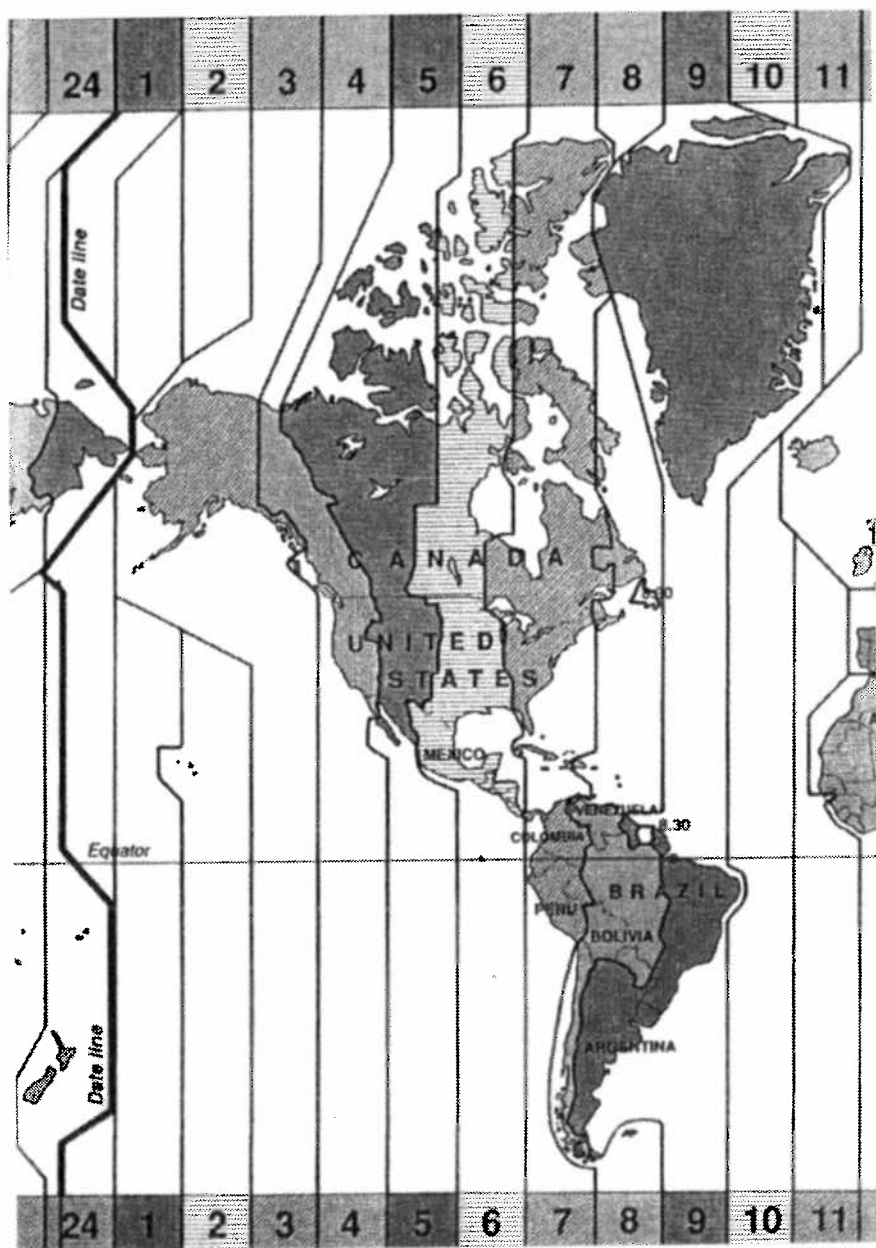 24 1 2 3 4 5 6 7 8 9 10 11
Date line
CANADA
UNITED
STATES
MEXICO
VENEZUELA
8.30
COLOMBIA
Equator
BRAZIL
PERU
BOLIVIA
ARGENTINA
Date line
24 1 2 3 4 5 6 7 8 9 10 11